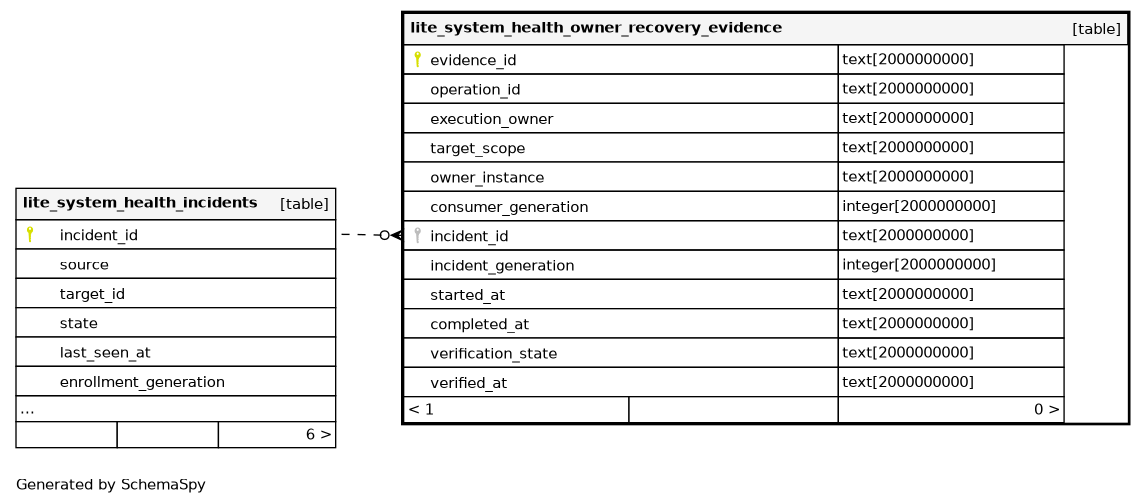 lite_system_health_owner_recovery_evidence [table]
evidence_id text[2000000000]
operation_id text[2000000000]
execution_owner text[2000000000]
target_scope text[2000000000]
owner_instance text[2000000000]
consumer_generation integer[2000000000]
incident_id text[2000000000]
incident_generation integer[2000000000]
started_at text[2000000000]
completed_at text[2000000000]
verification_state text[2000000000]
verified_at text[2000000000]
< 1 0 >
lite_system_health_incidents [table]
incident_id
source
target_id
state
last_seen_at
enrollment_generation
...
6 >
Generated by SchemaSpy